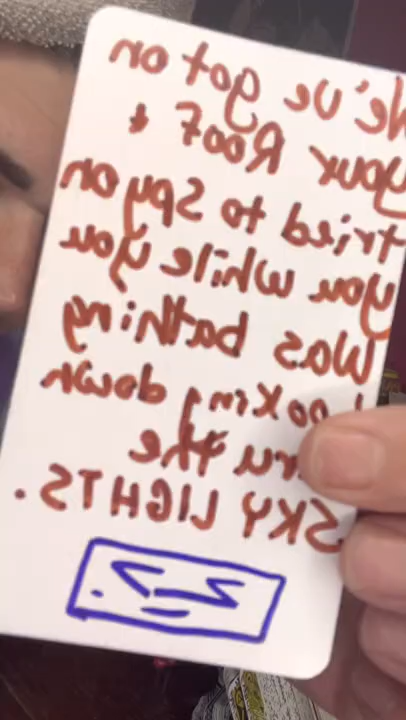 We've got on
your Roof &
tried to Spy on
you while you
Was bathing
looking down
thru the
SKY LIGHTS.